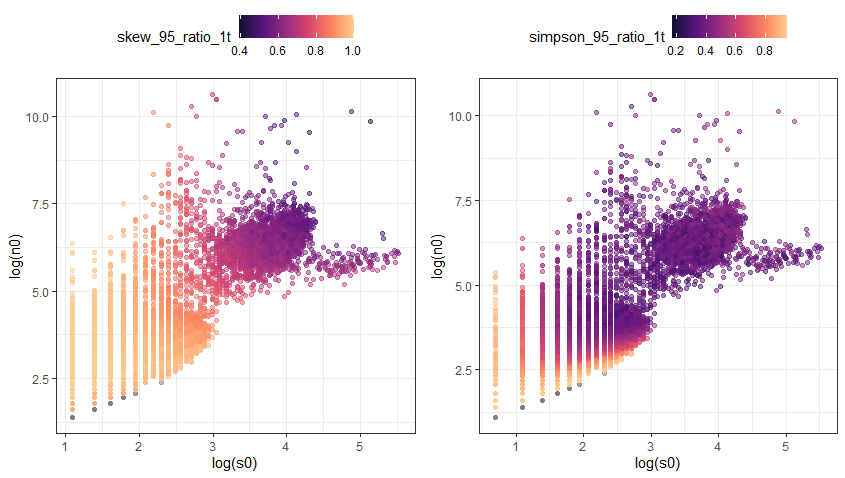 skew_95_ratio_1t
0.4 0.6 0.8 1.0
10.0
7.5
5.0
2.5
log(n0)
1 2 3 4 5
log(s0)
simpson_95_ratio_1t
0.2 0.4 0.6 0.8
10.0
7.5
5.0
2.5
log(n0)
1 2 3 4 5
log(s0)